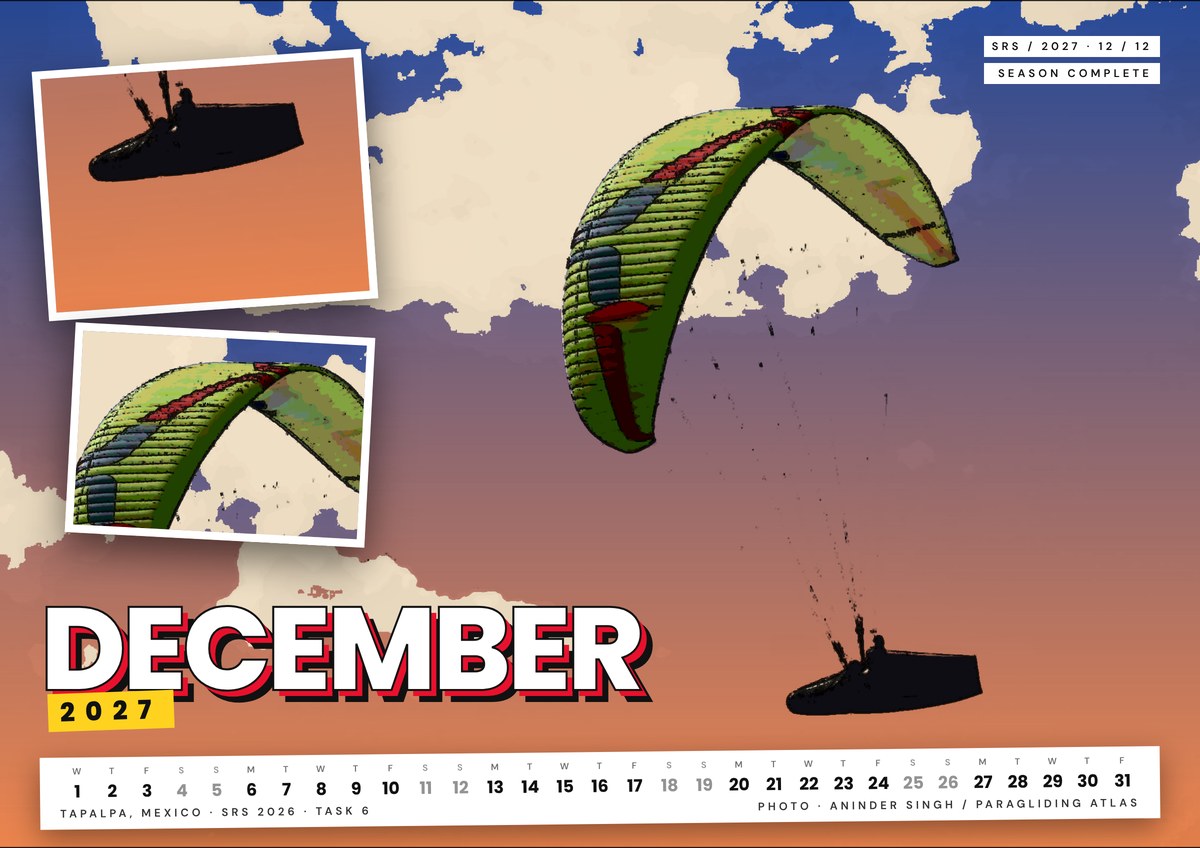 SRS / 2027 · 12 / 12
SEASON COMPLETE
DECEMBER
2027
W T F S S M T W T F S S M T W T F S S M T W T F S S M T W T F
1 2 3 4 5 6 7 8 9 10 11 12 13 14 15 16 17 18 19 20 21 22 23 24 25 26 27 28 29 30 31
TAPALPA, MEXICO · SRS 2026 · TASK 6
PHOTO · ANINDER SINGH / PARAGLIDING ATLAS